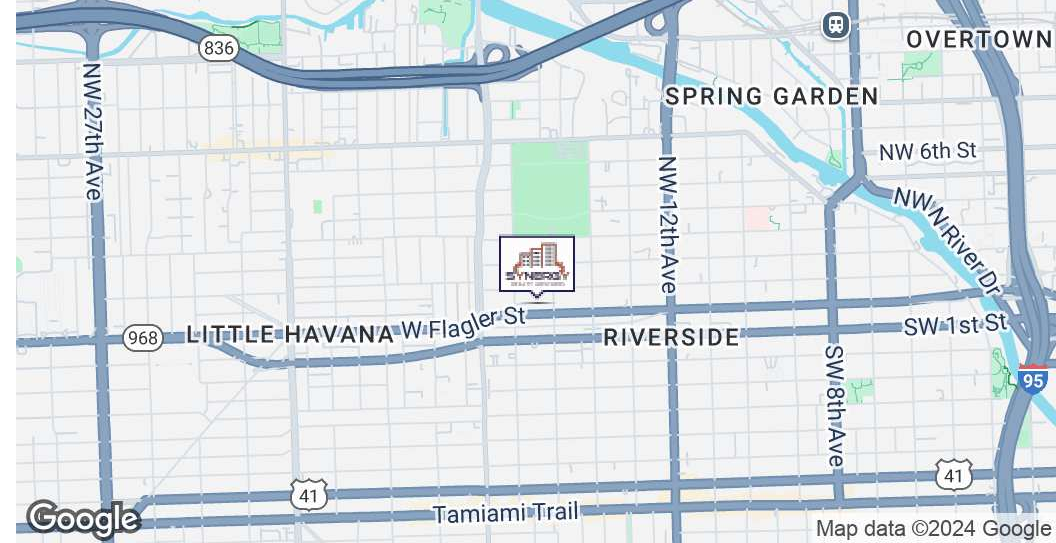 836
OVERTOWN
NW 27th Ave
SPRING GARDEN
NW 6th St
NW 12th Ave
NW N River Dr
SYNERGY
W Flagler St
968
LITTLE HAVANA
RIVERSIDE
SW 1st St
SW 8th Ave
95
41
41
Tamiami Trail
Google
Map data ©2024 Google